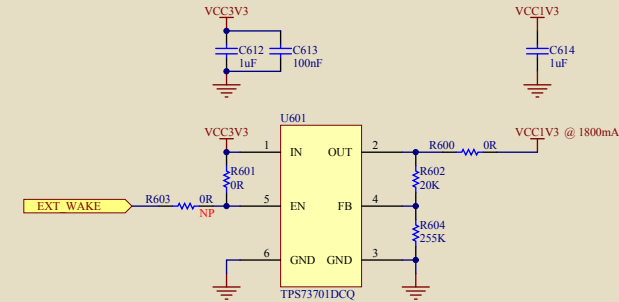 VCC3V3
VCC1V3
C612
1uF
C613
100nF
C614
1uF
U601
VCC3V3
1
IN
OUT
2
R600
0R
VCC1V3 @ 1800mA
R601
0R
R602
20K
EXT_WAKE
R603
0R
NP
5
EN
FB
4
R604
255K
6
GND
GND
3
TPS73701DCQ